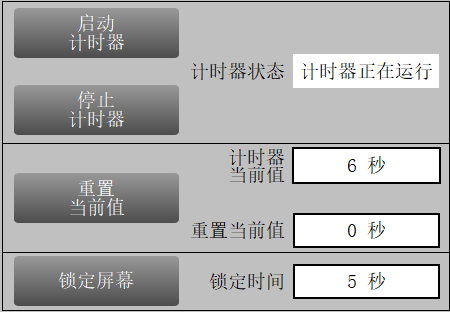 启动
计时器
计时器状态 计时器正在运行
停止
计时器
计时器
当前值 6 秒
重置
当前值
重置当前值 0 秒
锁定屏幕 锁定时间 5 秒